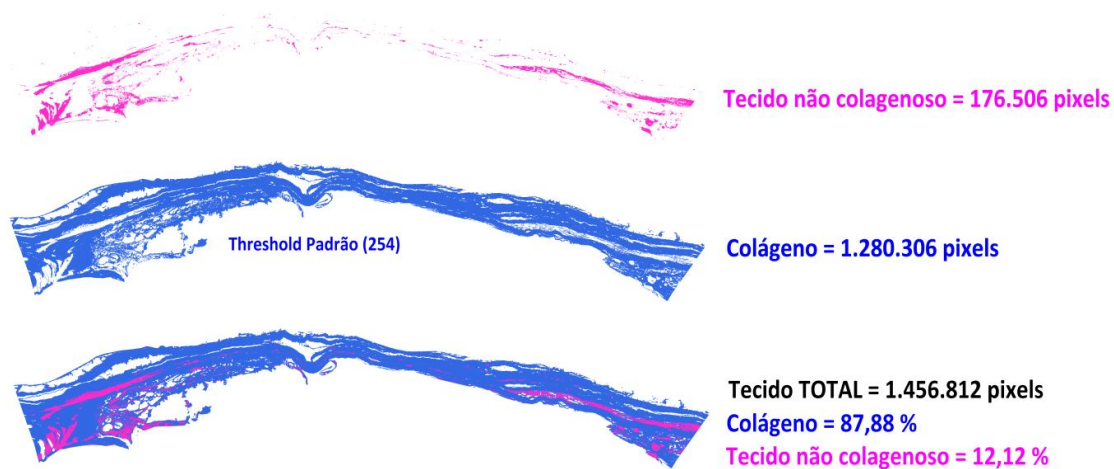 Tecido não colagenoso = 176.506 pixels
Threshold Padrão (254)
Colágeno = 1.280.306 pixels
Tecido TOTAL = 1.456.812 pixels
Colágeno = 87,88 %
Tecido não colagenoso = 12,12 %